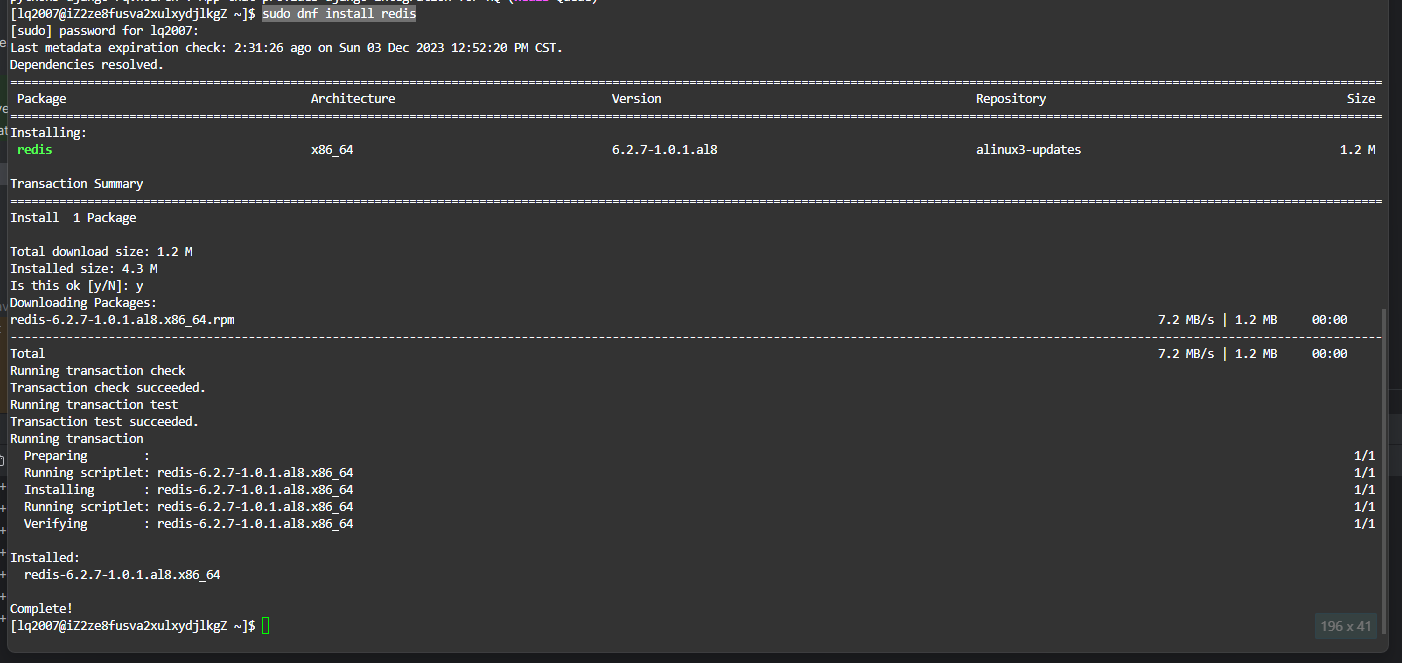 [lq2007@iZ2ze8fusva2xulxydjlkgZ ~]$ sudo dnf install redis
[sudo] password for lq2007:
Last metadata expiration check: 2:31:26 ago on Sun 03 Dec 2023 12:52:20 PM CST.
Dependencies resolved.
================================================================================
Package Architecture Version Repository Size
================================================================================
Installing:
redis x86_64 6.2.7-1.0.1.al8 alinux3-updates 1.2 M
Transaction Summary
================================================================================
Install 1 Package
Total download size: 1.2 M
Installed size: 4.3 M
Is this ok [y/N]: y
Downloading Packages:
redis-6.2.7-1.0.1.al8.x86_64.rpm 7.2 MB/s | 1.2 MB 00:00
--------------------------------------------------------------------------------
Total 7.2 MB/s | 1.2 MB 00:00
Running transaction check
Transaction check succeeded.
Running transaction test
Transaction test succeeded.
Running transaction
Preparing : 1/1
Running scriptlet: redis-6.2.7-1.0.1.al8.x86_64 1/1
Installing : redis-6.2.7-1.0.1.al8.x86_64 1/1
Running scriptlet: redis-6.2.7-1.0.1.al8.x86_64 1/1
Verifying : redis-6.2.7-1.0.1.al8.x86_64 1/1
Installed:
redis-6.2.7-1.0.1.al8.x86_64
Complete!
[lq2007@iZ2ze8fusva2xulxydjlkgZ ~]$
196 x 41